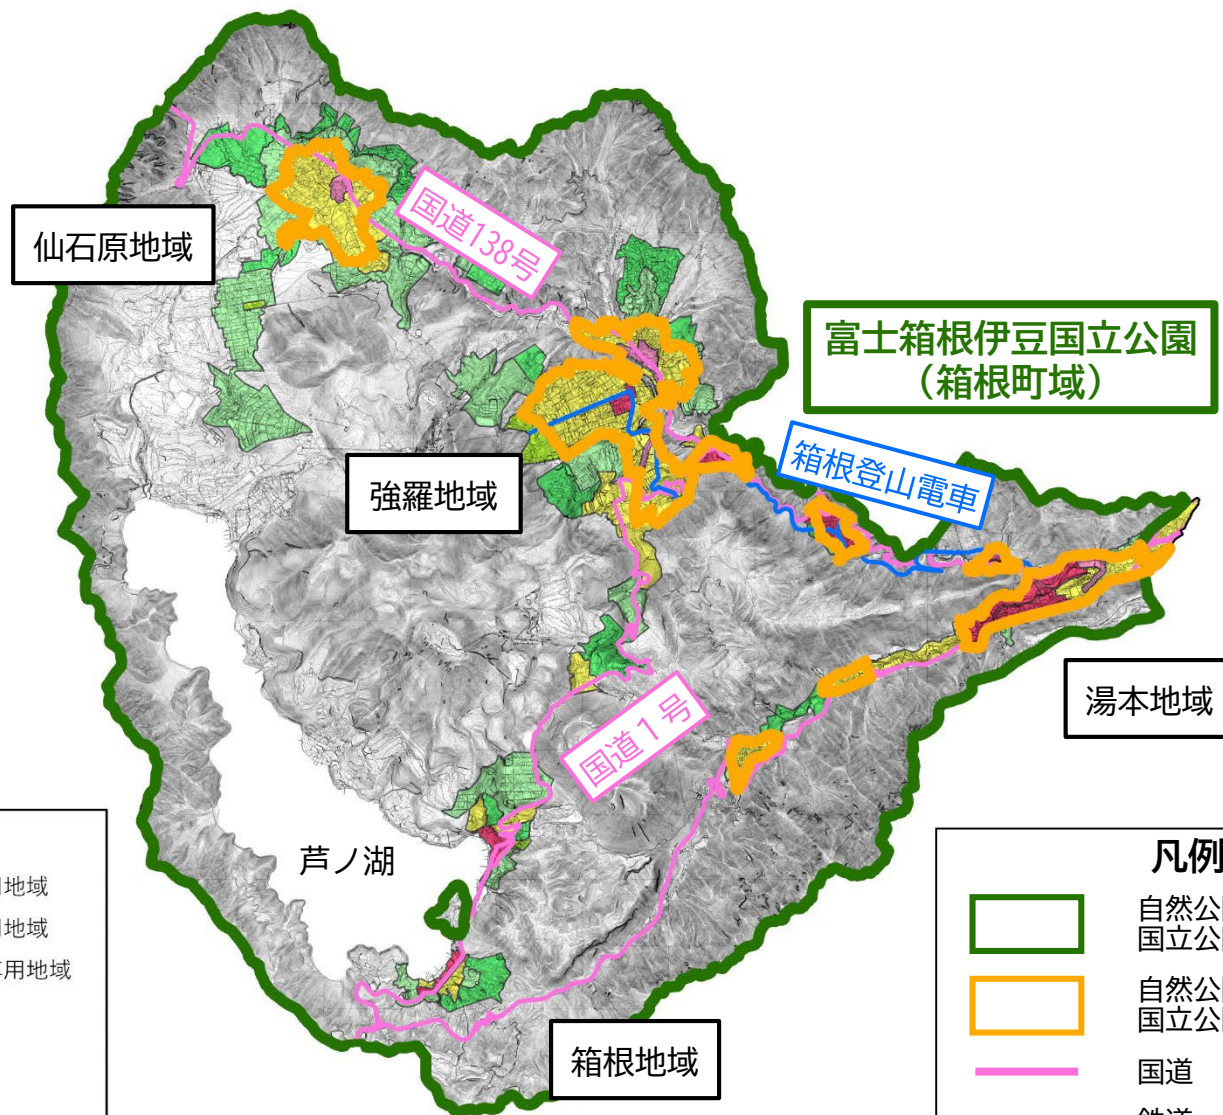 仙石原地域
国道138号
富士箱根伊豆国立公園
（箱根町域）
箱根登山電車
強羅地域
湯本地域
国道１号
芦ノ湖
箱根地域
地域
地域
用地域
凡例
自然公
国立公
自然公
国立公
国道